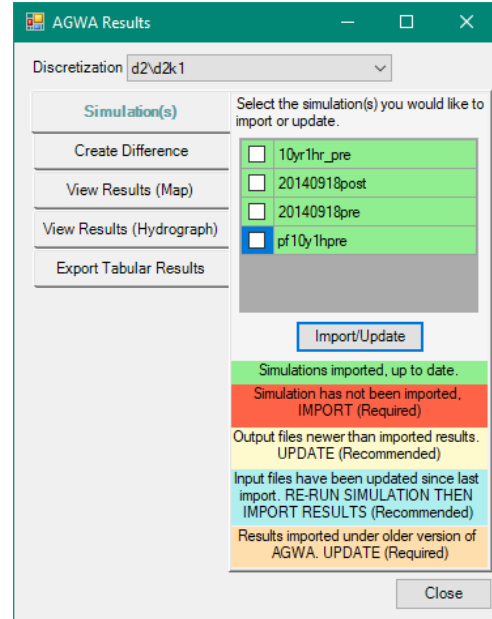 AGWA Results
Discretization d2\d2k1
Simulation(s)
Create Difference
View Results (Map)
View Results (Hydrograph)
Export Tabular Results
Select the simulation(s) you would like to
import or update.
10yr1hr_pre
20140918post
20140918pre
pf10y1hpre
Import/Update
Simulations imported, up to date.
Simulation has not been imported,
IMPORT (Required)
Output files newer than imported results.
UPDATE (Recommended)
Input files have been updated since last
import. RE-RUN SIMULATION THEN
IMPORT RESULTS (Recommended)
Results imported under older version of
AGWA. UPDATE (Required)
Close